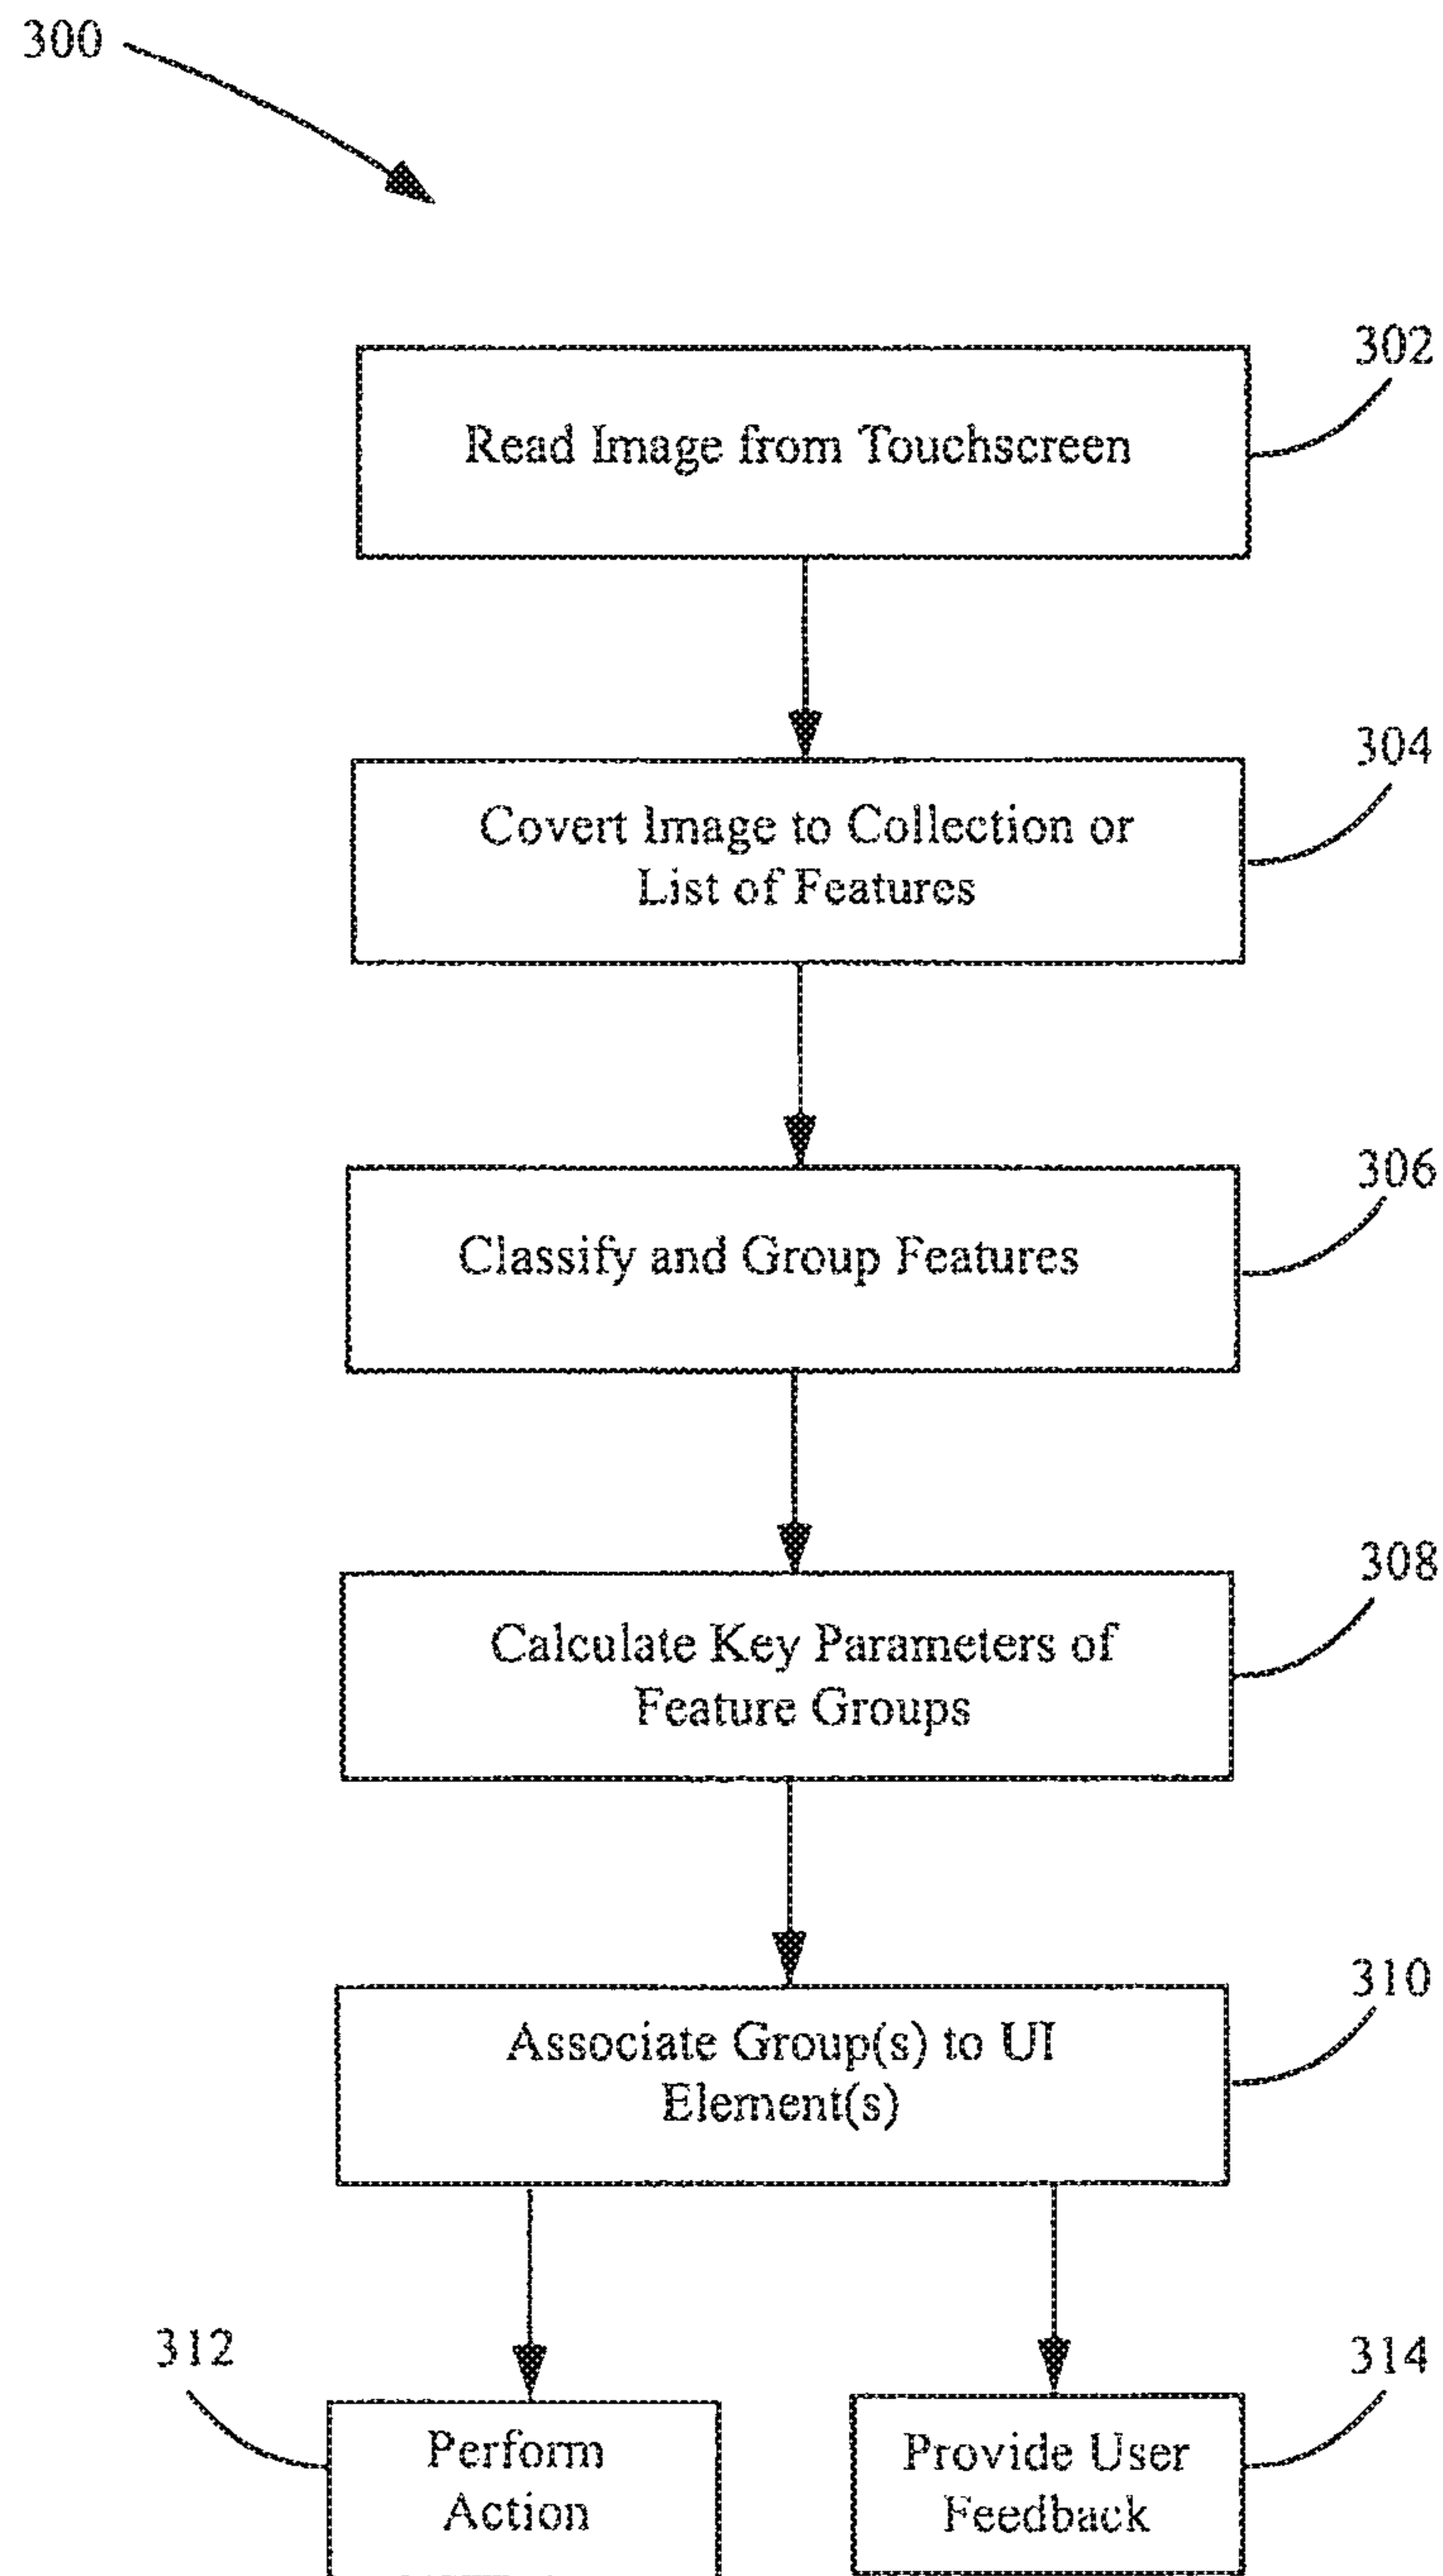 300
302
Read Image from Touchscreen
304
Covert Image to Collection or
List of Features
306
Classify and Group Features
308
Calculate Key Parameters of
Feature Groups
310
Associate Group(s) to UI
Element(s)
312
314
Perform
Action
Provide User
Feedback